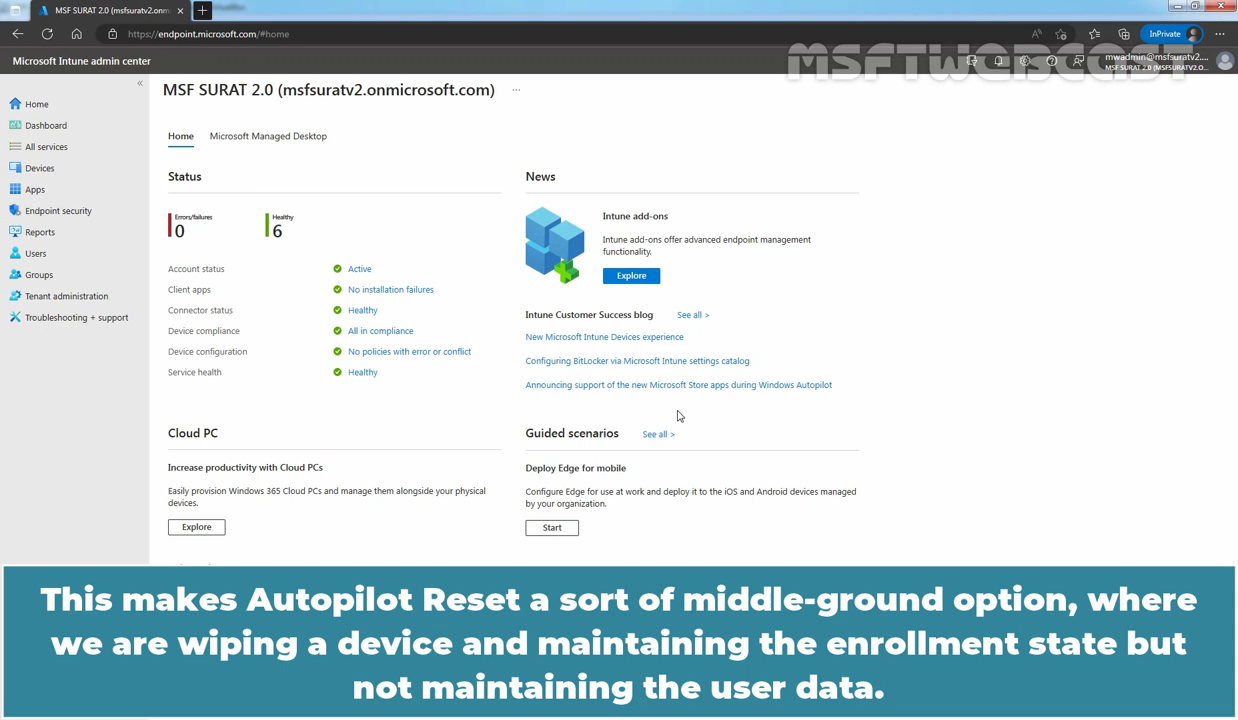 MSF SURAT 2.0 (msfsuratv2.onm
https://endpoint.microsoft.com/#home
InPrivate
Microsoft Intune admin center
MSFTWEBCAST
mwadmin@msfsuratv2....
MSF SURAT 2.0 (MSFSURATV2.O...
Home
Dashboard
All services
Devices
Apps
Endpoint security
Reports
Users
Groups
Tenant administration
Troubleshooting + support
MSF SURAT 2.0 (msfsuratv2.onmicrosoft.com)
Home
Microsoft Managed Desktop
Status
Errors/failures
0
Healthy
6
Account status Active
Client apps No installation failures
Connector status Healthy
Device compliance All in compliance
Device configuration No policies with error or conflict
Service health Healthy
News
Intune add-ons
Intune add-ons offer advanced endpoint management
functionality.
Explore
Intune Customer Success blog See all >
New Microsoft Intune Devices experience
Configuring BitLocker via Microsoft Intune settings catalog
Announcing support of the new Microsoft Store apps during Windows Autopilot
Cloud PC
Increase productivity with Cloud PCs
Easily provision Windows 365 Cloud PCs and manage them alongside your physical
devices.
Explore
Guided scenarios See all >
Deploy Edge for mobile
Configure Edge for use at work and deploy it to the iOS and Android devices managed
by your organization.
Start
This makes Autopilot Reset a sort of middle-ground option, where
we are wiping a device and maintaining the enrollment state but
not maintaining the user data.